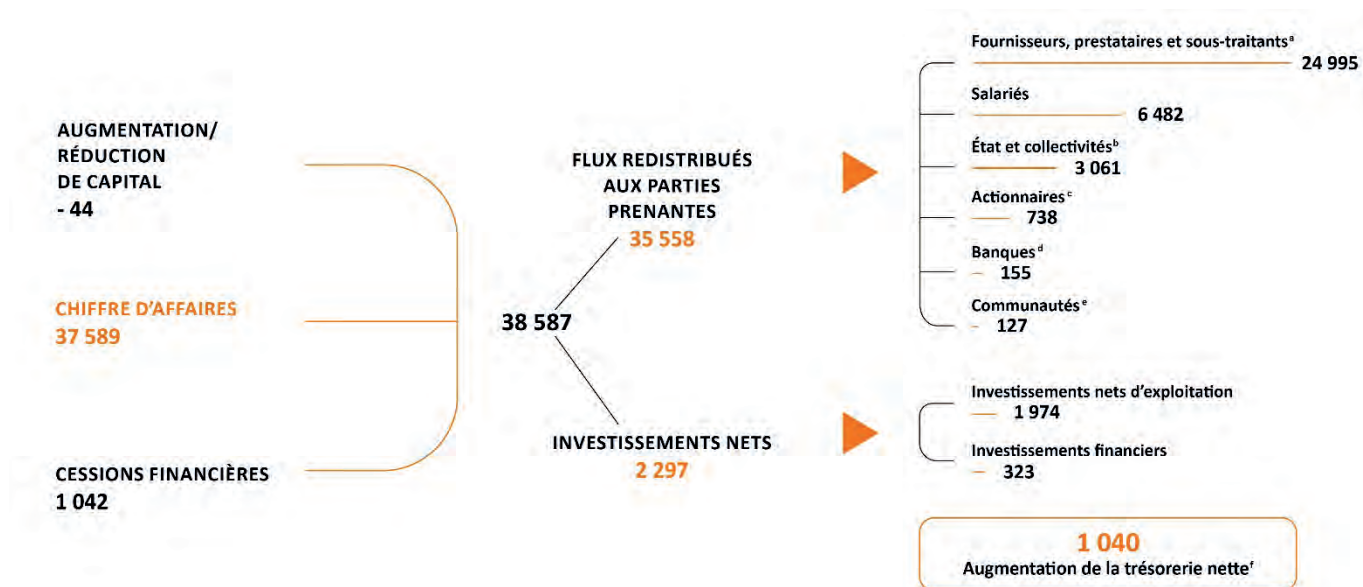 AUGMENTATION/
RÉDUCTION
DE CAPITAL
- 44
CHIFFRE D'AFFAIRES
37 589
CESSIONS FINANCIÈRES
1 042
38 587
FLUX REDISTRIBUÉS
AUX PARTIES
PRENANTES
35 558
INVESTISSEMENTS NETS
2 297
Fournisseurs, prestataires et sous-traitantsᵃ
24 995
Salariés
6 482
État et collectivitésᵇ
3 061
Actionnairesᶜ
738
Banquesᵈ
155
Communautésᵉ
127
Investissements nets d'exploitation
1 974
Investissements financiers
323
1 040
Augmentation de la trésorerie netteᶠ